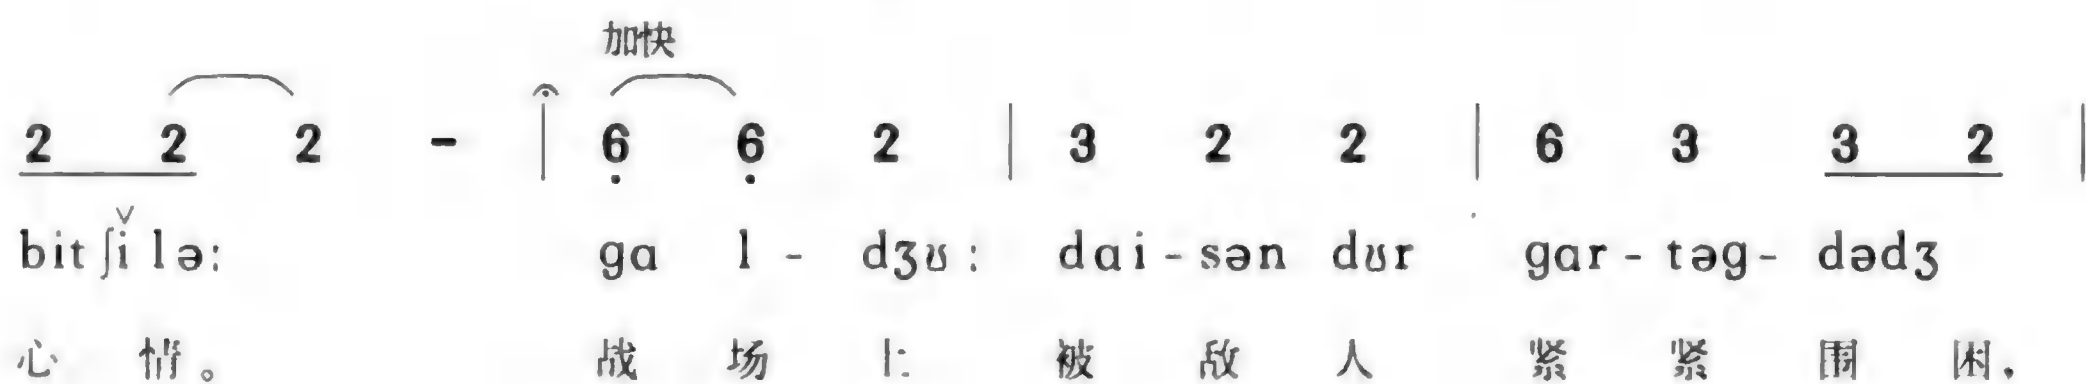 加快
2 2 2 - | 6 6 2 | 3 2 2 | 6 3 3 2 |
bitʃǐ lə: ga l - dʒʊ: dai - sən dʊr gar - təg - dədʒ
心 情。 战 场 上 被 敌 人 紧 紧 围 困,